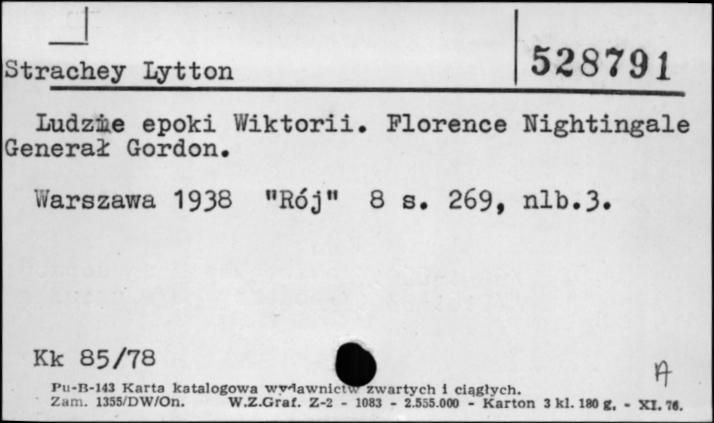 528791
Strachey Lytton
Ludzie epoki Wiktorii. Florence Nightingale
Generał Gordon.
Warszawa 1938 "Rój" 8 s. 269, nlb.3.
Kk 85/78
A
Pu-B-143 Karta katalogowa wydawnictw zwartych i ciągłych.
Zam. 1355/DW/On. W.Z.Graf. Z-2 - 1083 - 2.555.000 - Karton 3 kl. 180 g. - XI. 76.